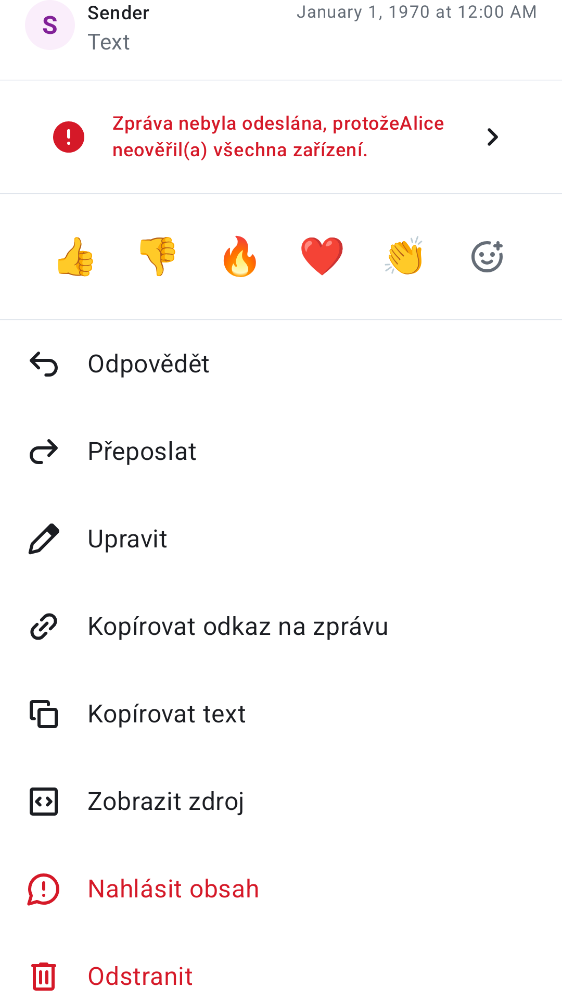 S
Sender
January 1, 1970 at 12:00 AM
Text
Zpráva nebyla odeslána, protožeAlice
neověřil(a) všechna zařízení.
Odpovědět
Přeposlat
Upravit
Kopírovat odkaz na zprávu
Kopírovat text
Zobrazit zdroj
Nahlásit obsah
Odstranit